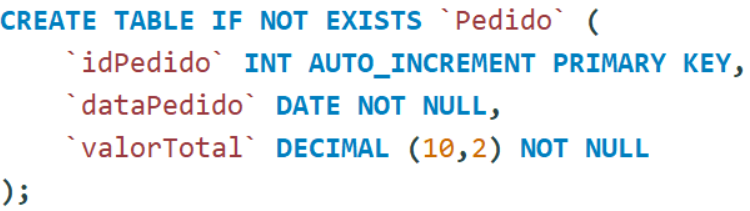 CREATE TABLE IF NOT EXISTS `Pedido` (
    `idPedido` INT AUTO_INCREMENT PRIMARY KEY,
    `dataPedido` DATE NOT NULL,
    `valorTotal` DECIMAL (10,2) NOT NULL
);